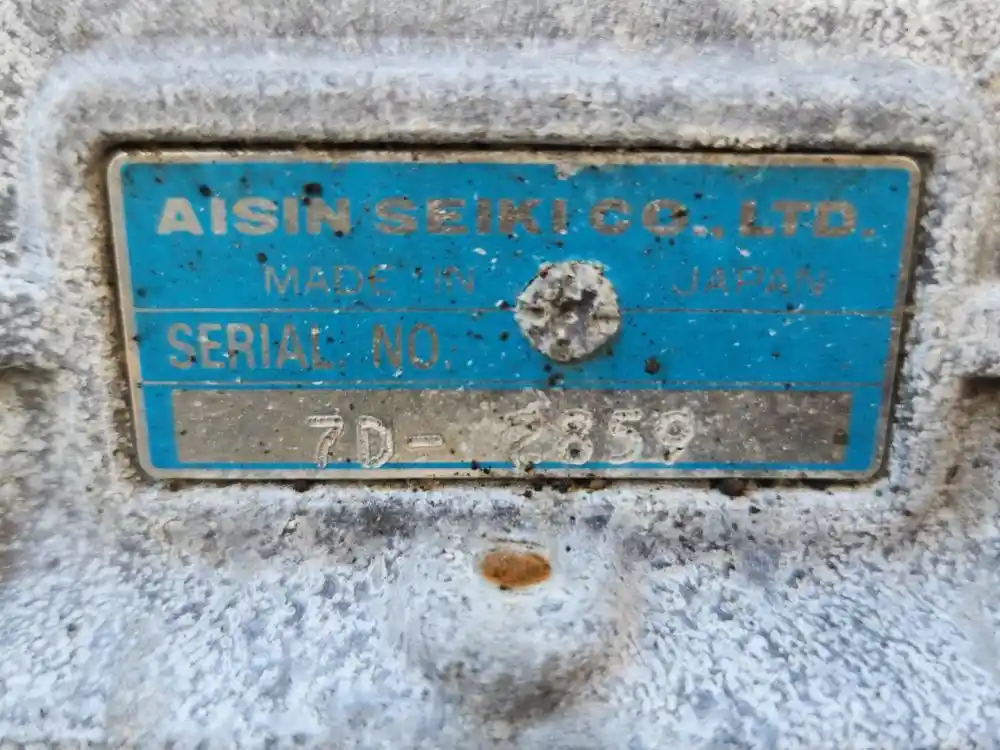 AISIN SEIKI CO., LTD.
MADE IN JAPAN
SERIAL NO.
7D- 2859